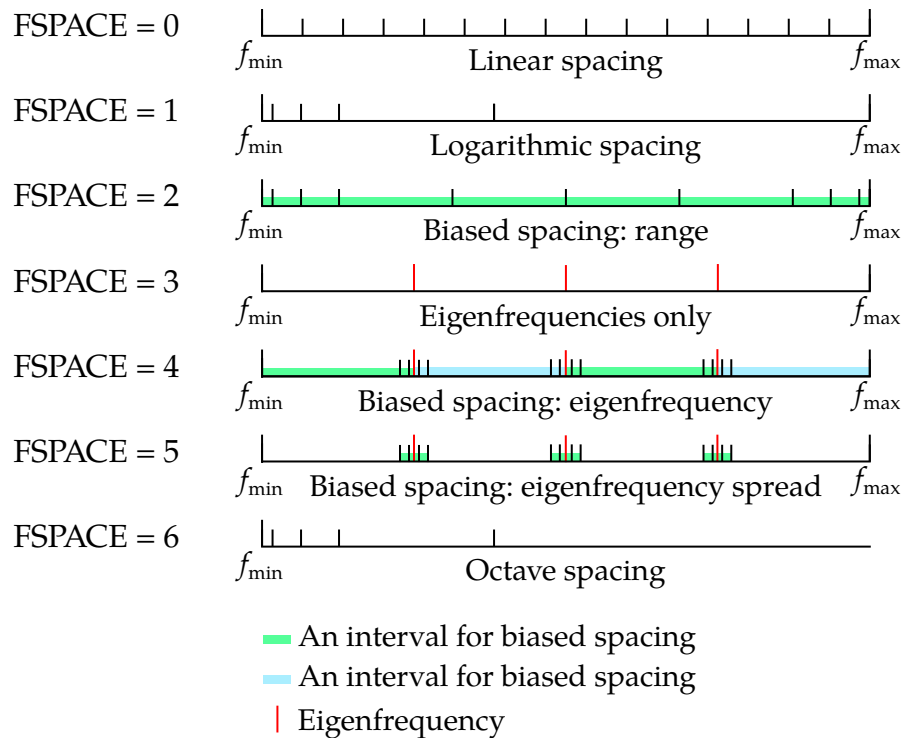 FSPACE = 0
f_min f_max
Linear spacing
FSPACE = 1
f_min f_max
Logarithmic spacing
FSPACE = 2
f_min f_max
Biased spacing: range
FSPACE = 3
f_min f_max
Eigenfrequencies only
FSPACE = 4
f_min f_max
Biased spacing: eigenfrequency
FSPACE = 5
f_min f_max
Biased spacing: eigenfrequency spread
FSPACE = 6
f_min
Octave spacing
An interval for biased spacing
An interval for biased spacing
Eigenfrequency